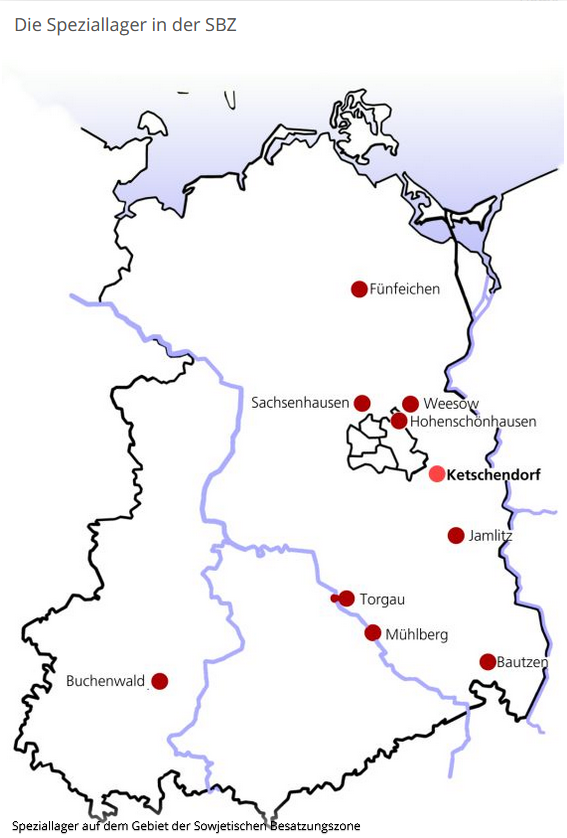 Die Speziallager in der SBZ
Fünfeichen
Sachsenhausen
Weesow
Hohenschönhausen
Ketschendorf
Jamlitz
Torgau
Mühlberg
Bautzen
Buchenwald
Speziallager auf dem Gebiet der Sowjetischen Besatzungszone